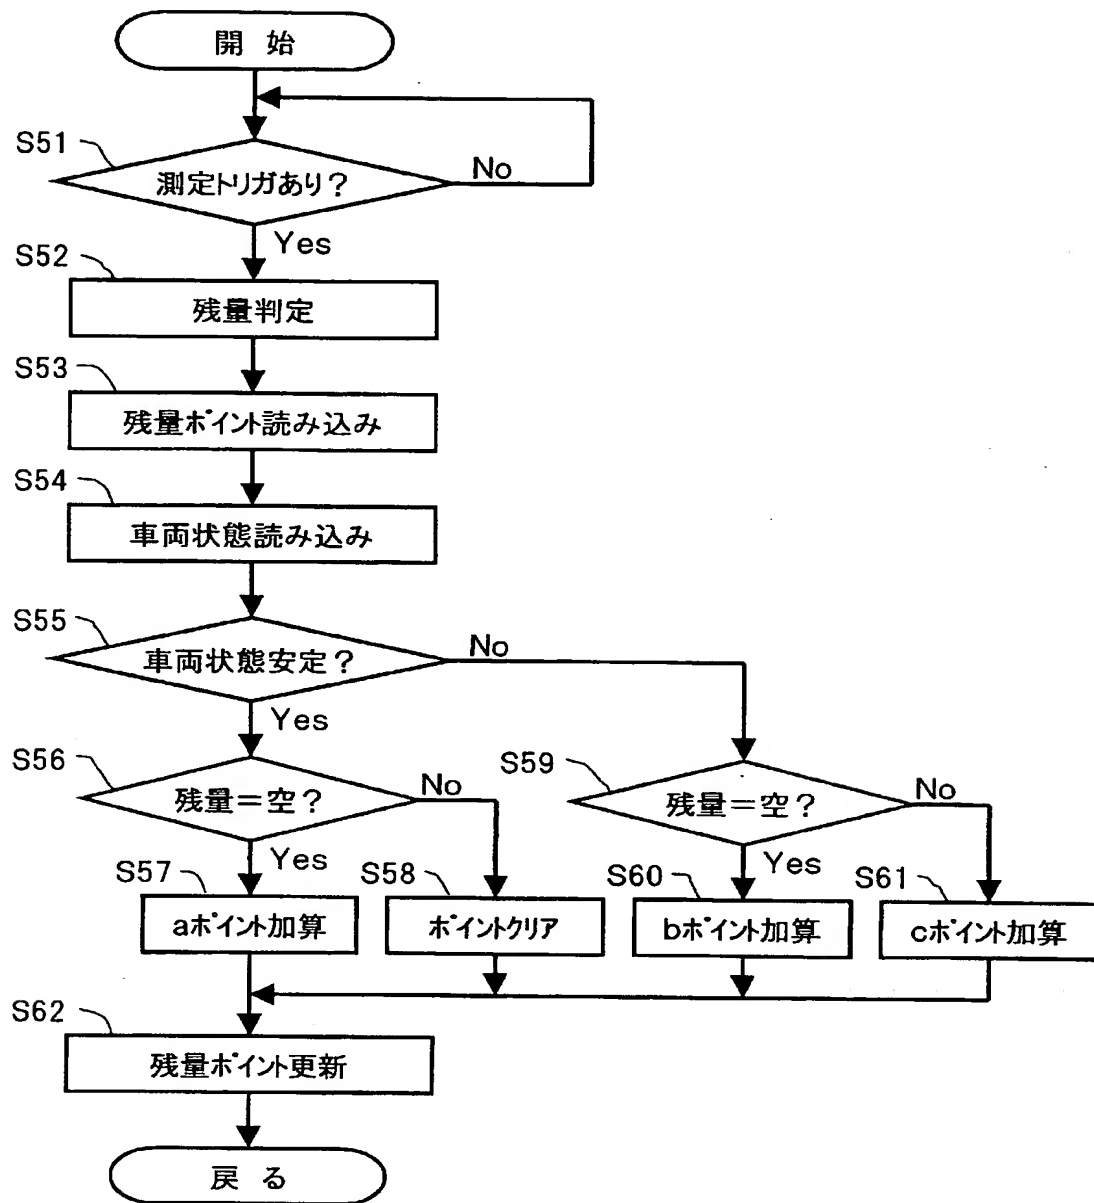 開 始
S51
測定トリガあり?
No
Yes
S52
残量判定
S53
残量ポイント読み込み
S54
車両状態読み込み
S55
車両状態安定?
No
Yes
S56
残量=空?
No
Yes
S59
残量=空?
No
Yes
S57
aポイント加算
S58
ポイントクリア
S60
bポイント加算
S61
cポイント加算
S62
残量ポイント更新
戻 る